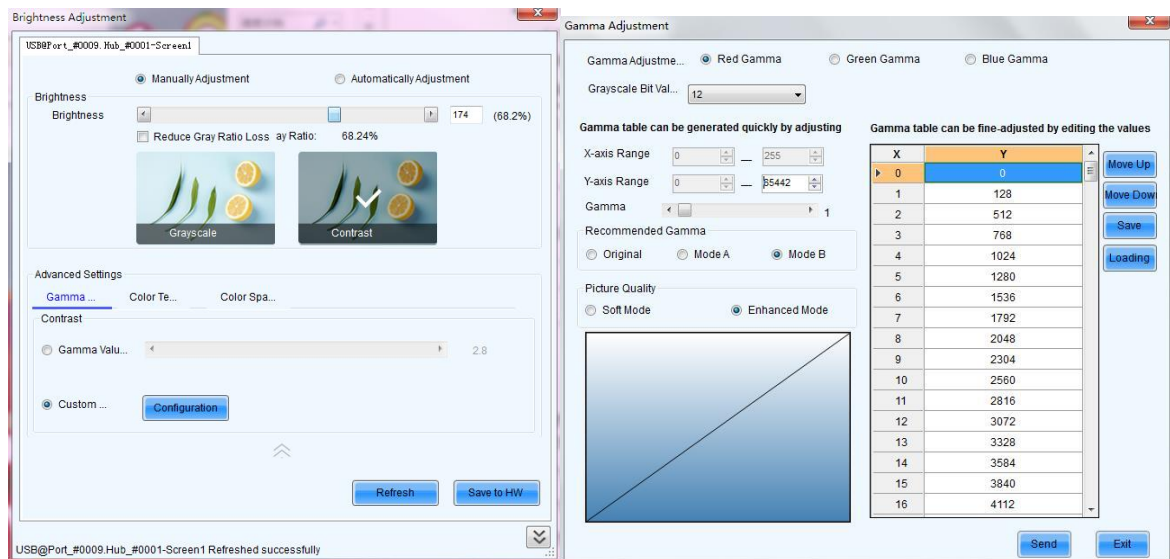 Brightness Adjustment
USB@Port_#0009.Hub_#0001-Screen1
Manually Adjustment Automatically Adjustment
Brightness
Brightness 174 (68.2%)
Reduce Gray Ratio Loss ay Ratio: 68.24%
Grayscale Contrast
Advanced Settings
Gamma ... Color Te... Color Spa...
Contrast
Gamma Valu... 2.8
Custom ... Configuration
Refresh Save to HW
USB@Port_#0009.Hub_#0001-Screen1 Refreshed successfully
Gamma Adjustment
Gamma Adjustme... Red Gamma Green Gamma Blue Gamma
Grayscale Bit Val... 12
Gamma table can be generated quickly by adjusting
X-axis Range 0 — 255
Y-axis Range 0 — 65442
Gamma 1
Recommended Gamma
Original Mode A Mode B
Picture Quality
Soft Mode Enhanced Mode
Gamma table can be fine-adjusted by editing the values
X Y
0 0
1 128
2 512
3 768
4 1024
5 1280
6 1536
7 1792
8 2048
9 2304
10 2560
11 2816
12 3072
13 3328
14 3584
15 3840
16 4112
Move Up
Move Dow
Save
Loading
Send Exit